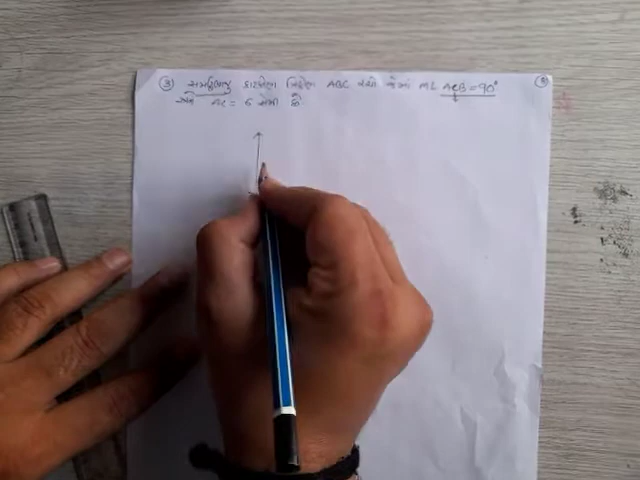 ③ સમદ્વિબાજુ કાટકોણ ત્રિકોણ ABC રચો જેમાં m∠ ACB = 90°
અને AC = 6 સેમી છે